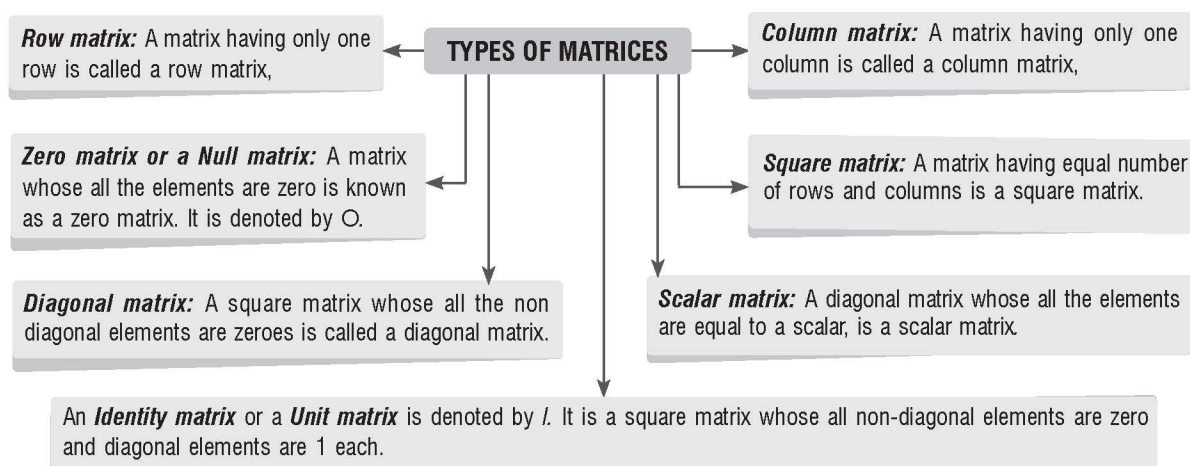 TYPES OF MATRICES
Row matrix: A matrix having only one
row is called a row matrix,
Column matrix: A matrix having only one
column is called a column matrix,
Zero matrix or a Null matrix: A matrix
whose all the elements are zero is known
as a zero matrix. It is denoted by O.
Square matrix: A matrix having equal number
of rows and columns is a square matrix.
Diagonal matrix: A square matrix whose all the non
diagonal elements are zeroes is called a diagonal matrix.
Scalar matrix: A diagonal matrix whose all the elements
are equal to a scalar, is a scalar matrix.
An Identity matrix or a Unit matrix is denoted by I. It is a square matrix whose all non-diagonal elements are zero
and diagonal elements are 1 each.